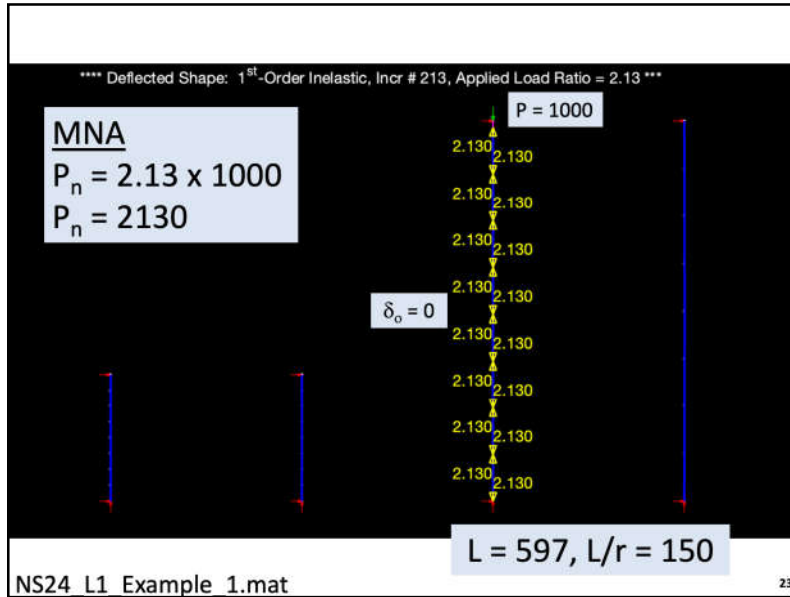 **** Deflected Shape: 1st-Order Inelastic, Incr # 213, Applied Load Ratio = 2.13 ***
MNA
Pn = 2.13 x 1000
Pn = 2130
P = 1000
2.130
2.130
2.130
2.130
2.130
2.130
2.130
2.130
δo = 0
2.130
2.130
2.130
2.130
2.130
2.130
2.130
2.130
L = 597, L/r = 150
NS24_L1_Example_1.mat
23